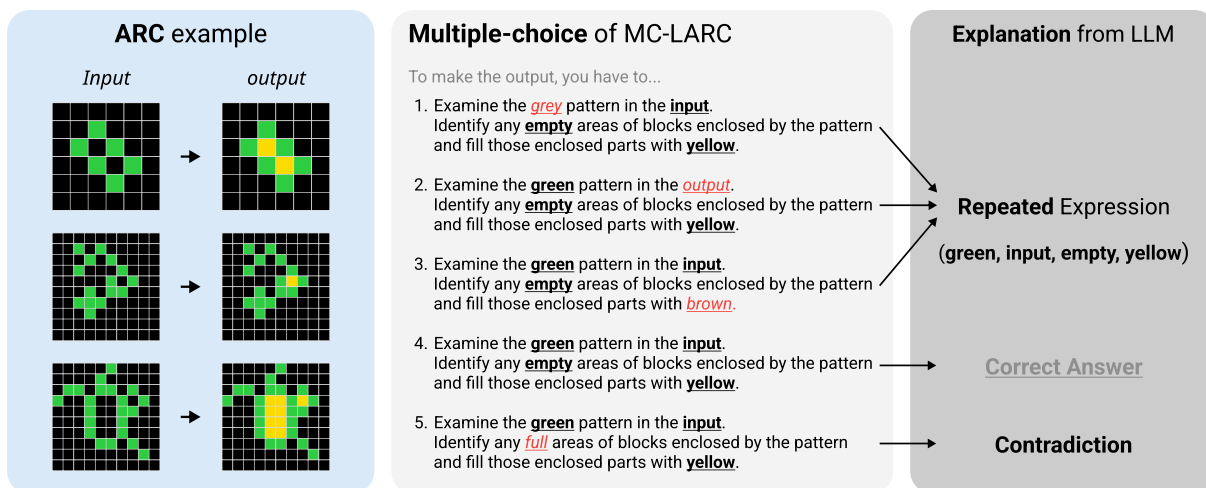 ARC example
Input
output
Multiple-choice of MC-LARC
To make the output, you have to...
1. Examine the grey pattern in the input.
Identify any empty areas of blocks enclosed by the pattern
and fill those enclosed parts with yellow.
2. Examine the green pattern in the output.
Identify any empty areas of blocks enclosed by the pattern
and fill those enclosed parts with yellow.
3. Examine the green pattern in the input.
Identify any empty areas of blocks enclosed by the pattern
and fill those enclosed parts with brown.
4. Examine the green pattern in the input.
Identify any empty areas of blocks enclosed by the pattern
and fill those enclosed parts with yellow.
5. Examine the green pattern in the input.
Identify any full areas of blocks enclosed by the pattern
and fill those enclosed parts with yellow.
Explanation from LLM
Repeated Expression
(green, input, empty, yellow)
Correct Answer
Contradiction